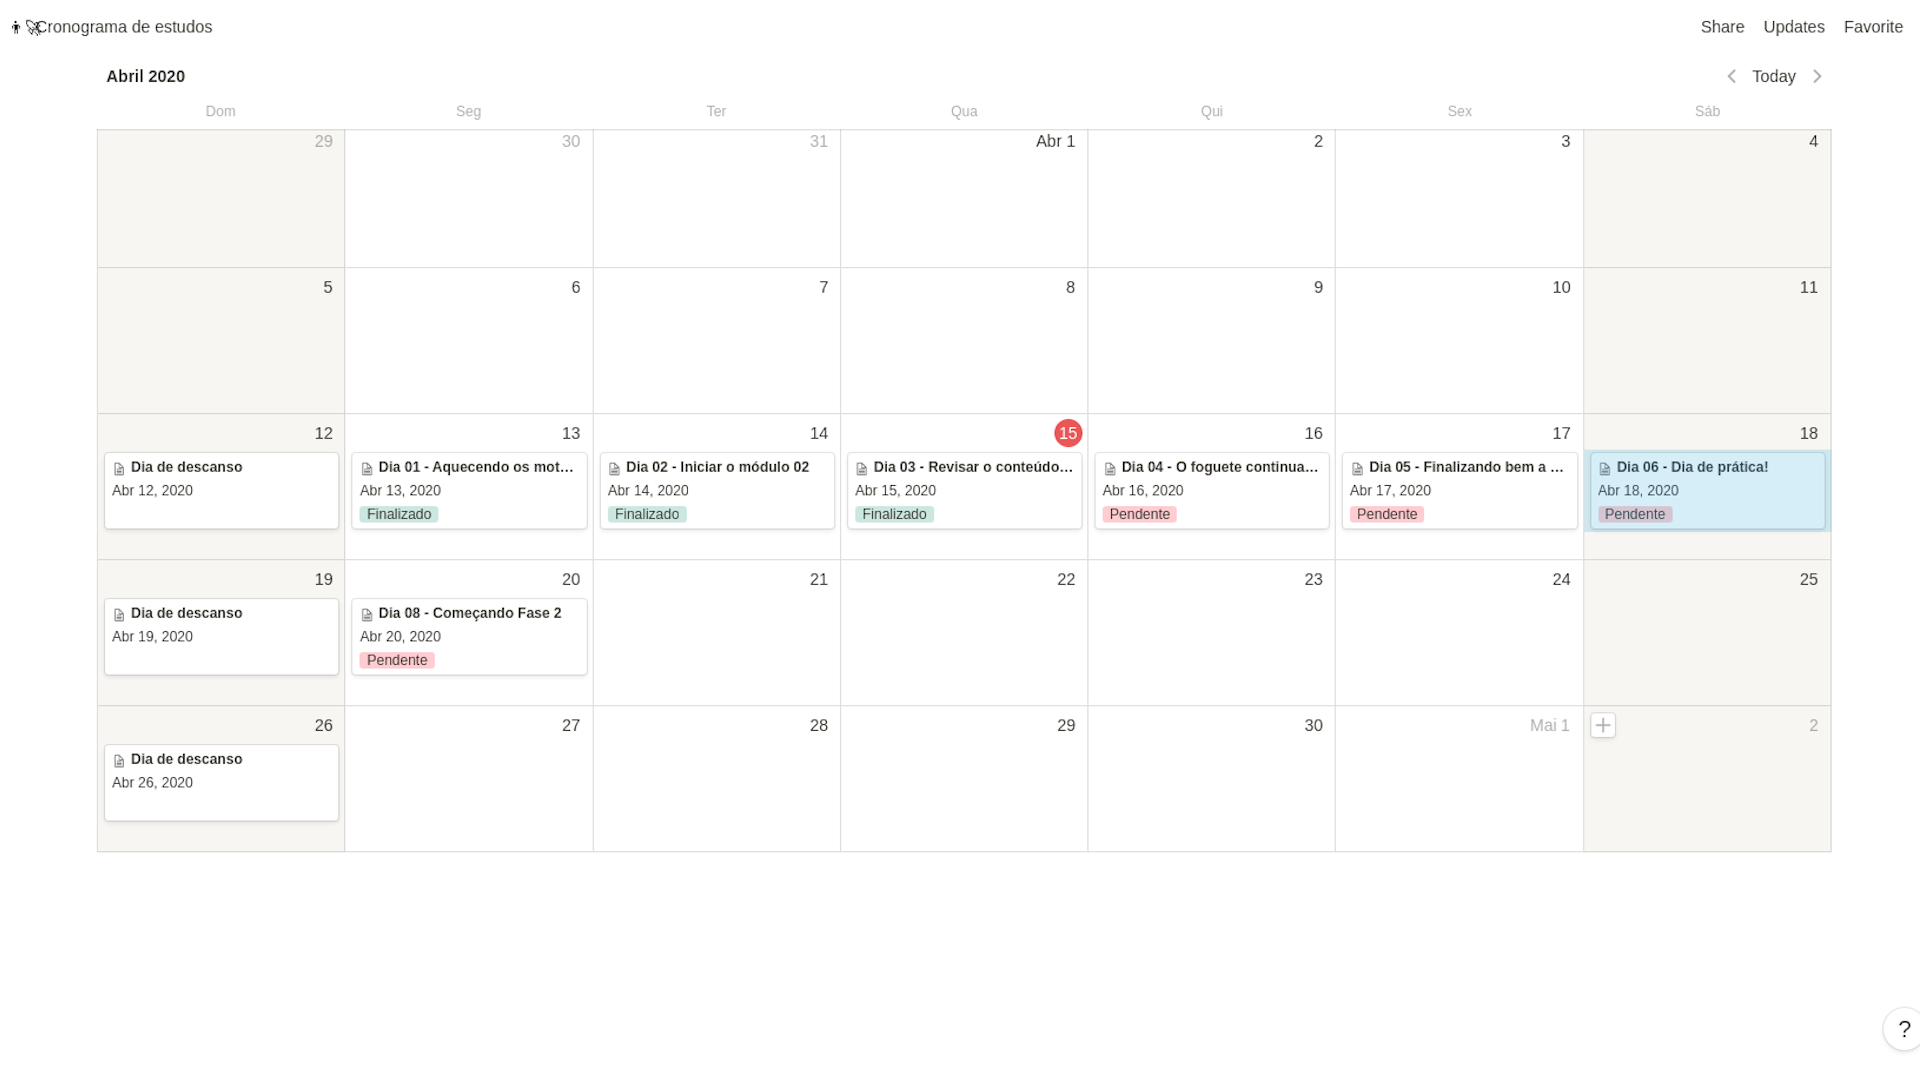 Cronograma de estudos
Share Updates Favorite
Abril 2020
Today
Dom Seg Ter Qua Qui Sex Sáb
29 30 31 Abr 1 2 3 4
5 6 7 8 9 10 11
12 13 14 15 16 17 18
Dia de descanso
Abr 12, 2020
Dia 01 - Aquecendo os mot...
Abr 13, 2020
Finalizado
Dia 02 - Iniciar o módulo 02
Abr 14, 2020
Finalizado
Dia 03 - Revisar o conteúdo...
Abr 15, 2020
Finalizado
Dia 04 - O foguete continua...
Abr 16, 2020
Pendente
Dia 05 - Finalizando bem a ...
Abr 17, 2020
Pendente
Dia 06 - Dia de prática!
Abr 18, 2020
Pendente
19 20 21 22 23 24 25
Dia de descanso
Abr 19, 2020
Dia 08 - Começando Fase 2
Abr 20, 2020
Pendente
26 27 28 29 30 Mai 1 2
Dia de descanso
Abr 26, 2020
?